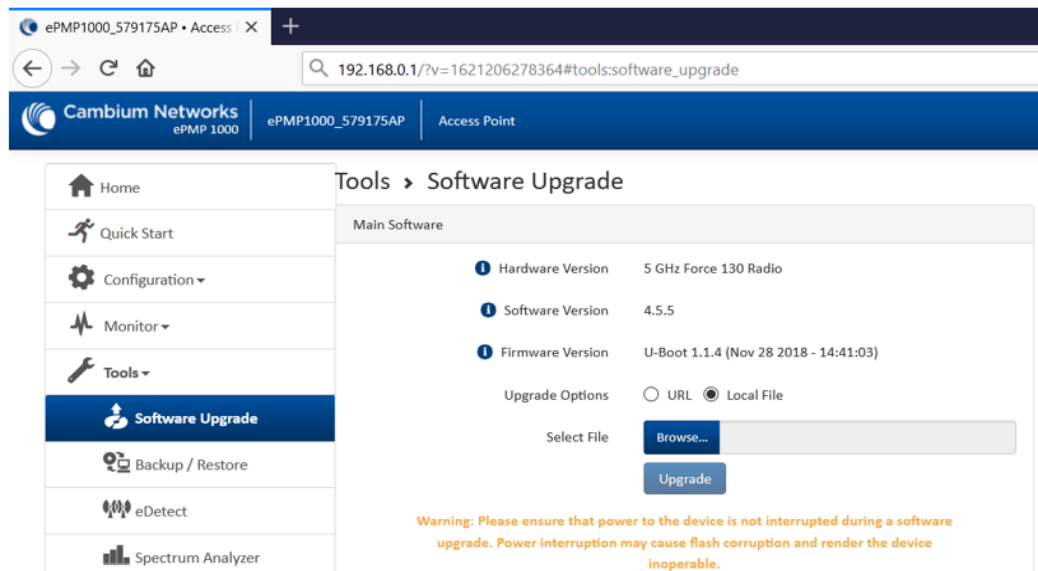 ePMP1000_579175AP • Access
192.168.0.1/?v=1621206278364#tools:software_upgrade
Cambium Networks
ePMP 1000
ePMP1000_579175AP
Access Point
Home
Quick Start
Configuration
Monitor
Tools
Software Upgrade
Backup / Restore
eDetect
Spectrum Analyzer
Tools > Software Upgrade
Main Software
Hardware Version 5 GHz Force 130 Radio
Software Version 4.5.5
Firmware Version U-Boot 1.1.4 (Nov 28 2018 - 14:41:03)
Upgrade Options URL Local File
Select File Browse...
Upgrade
Warning: Please ensure that power to the device is not interrupted during a software
upgrade. Power interruption may cause flash corruption and render the device
inoperable.